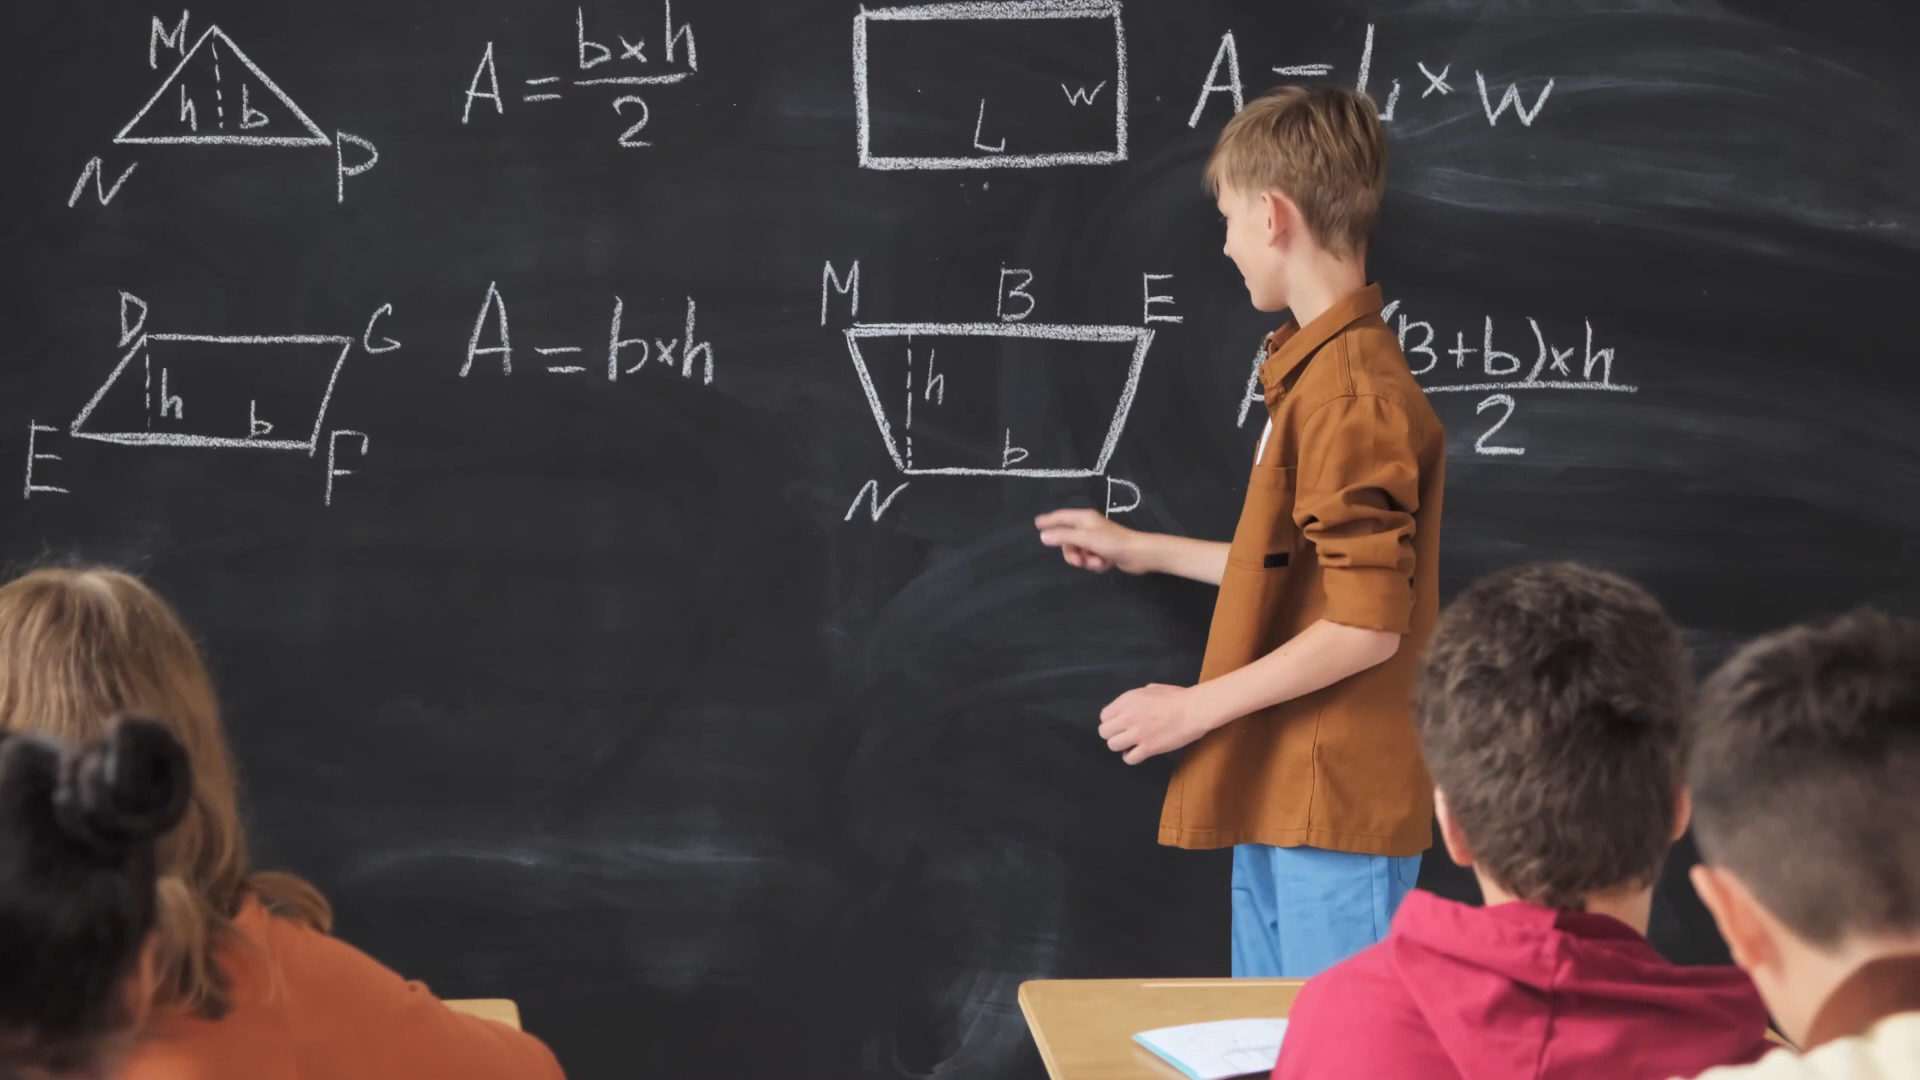 M
h b
N P
A = b×h/2
L w
A = L × w
D G
h b
E F
A = b×h
M B E
h
b
N P
B+b)×h
2